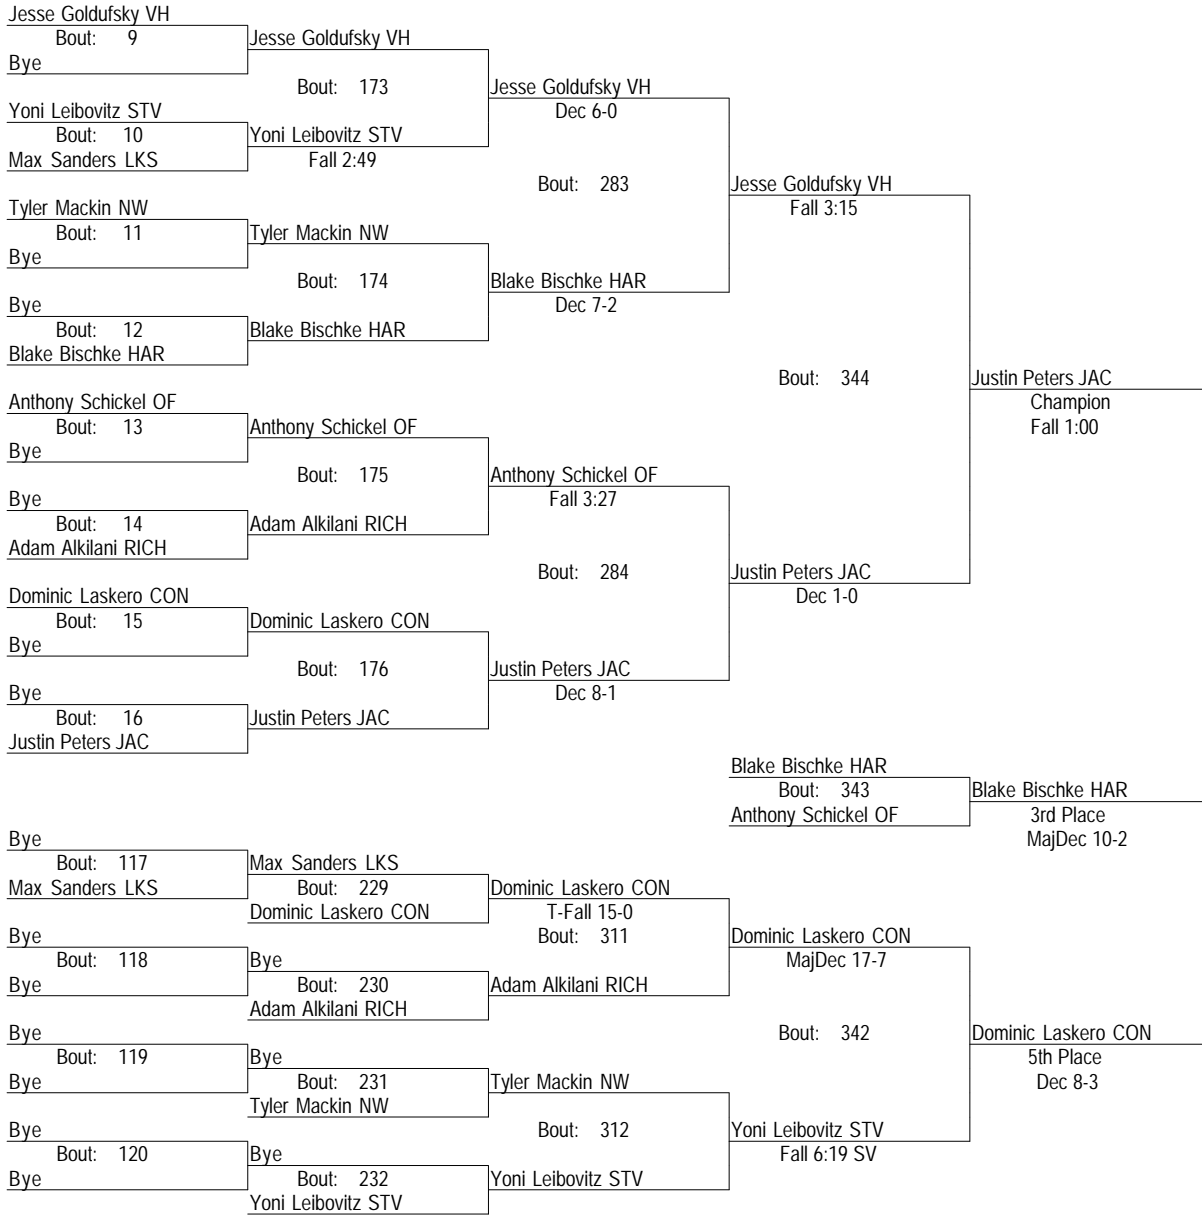 Jesse Goldufsky VH
Bout: 9
Jesse Goldufsky VH
Bye
Bout: 173
Jesse Goldufsky VH
Dec 6-0
Yoni Leibovitz STV
Bout: 10
Yoni Leibovitz STV
Max Sanders LKS
Fall 2:49
Bout: 283
Jesse Goldufsky VH
Fall 3:15
Tyler Mackin NW
Bout: 11
Tyler Mackin NW
Bye
Bout: 174
Blake Bischke HAR
Dec 7-2
Bye
Bout: 12
Blake Bischke HAR
Blake Bischke HAR
Bout: 344
Justin Peters JAC
Champion
Fall 1:00
Anthony Schickel OF
Bout: 13
Anthony Schickel OF
Bye
Bout: 175
Anthony Schickel OF
Fall 3:27
Bye
Bout: 14
Adam Alkilani RICH
Adam Alkilani RICH
Bout: 284
Justin Peters JAC
Dec 1-0
Dominic Laskero CON
Bout: 15
Dominic Laskero CON
Bye
Bout: 176
Justin Peters JAC
Dec 8-1
Bye
Bout: 16
Justin Peters JAC
Justin Peters JAC
Blake Bischke HAR
Bout: 343
Blake Bischke HAR
Anthony Schickel OF
3rd Place
MajDec 10-2
Bye
Bout: 117
Max Sanders LKS
Max Sanders LKS
Bout: 229
Dominic Laskero CON
Dominic Laskero CON
T-Fall 15-0
Bout: 311
Dominic Laskero CON
MajDec 17-7
Bye
Bout: 118
Bye
Bye
Bout: 230
Adam Alkilani RICH
Adam Alkilani RICH
Bout: 342
Dominic Laskero CON
5th Place
Dec 8-3
Bye
Bout: 119
Bye
Bye
Bout: 231
Tyler Mackin NW
Tyler Mackin NW
Bout: 312
Yoni Leibovitz STV
Fall 6:19 SV
Bye
Bout: 120
Bye
Bye
Bout: 232
Yoni Leibovitz STV
Yoni Leibovitz STV